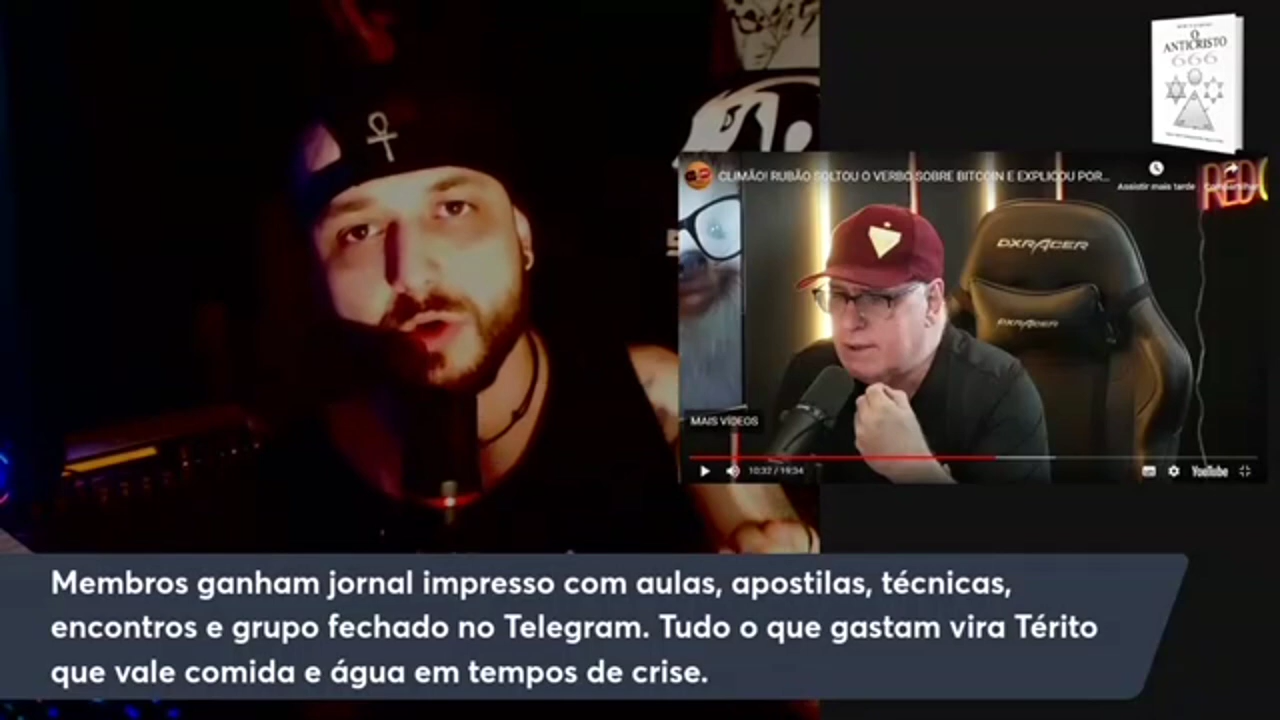 O
ANTICRISTO
666
CLIMÃO! RUBÃO SOLTOU O VERBO SOBRE BITCOIN E EXPLICOU POR...
Assistir mais tarde
Compartilhar
RED
DXRACER
DXRACER
MAIS VÍDEOS
10:32 / 19:34
YouTube
Membros ganham jornal impresso com aulas, apostilas, técnicas,
encontros e grupo fechado no Telegram. Tudo o que gastam vira Térito
que vale comida e água em tempos de crise.